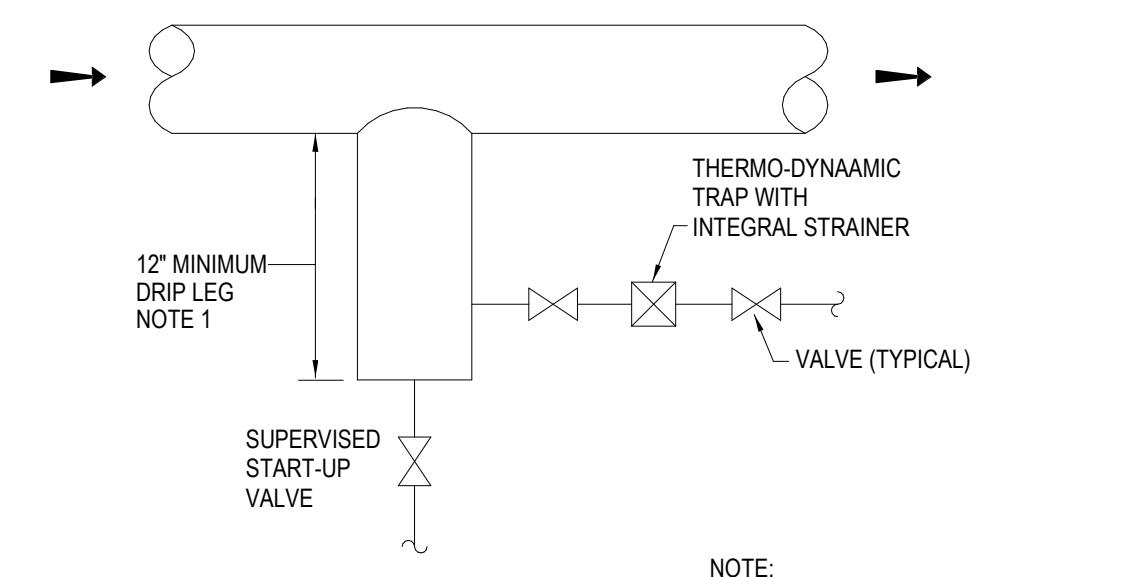 THERMO-DYNAAMIC
TRAP WITH
INTEGRAL STRAINER
12" MINIMUM
DRIP LEG
NOTE 1
VALVE (TYPICAL)
SUPERVISED
START-UP
VALVE
NOTE: